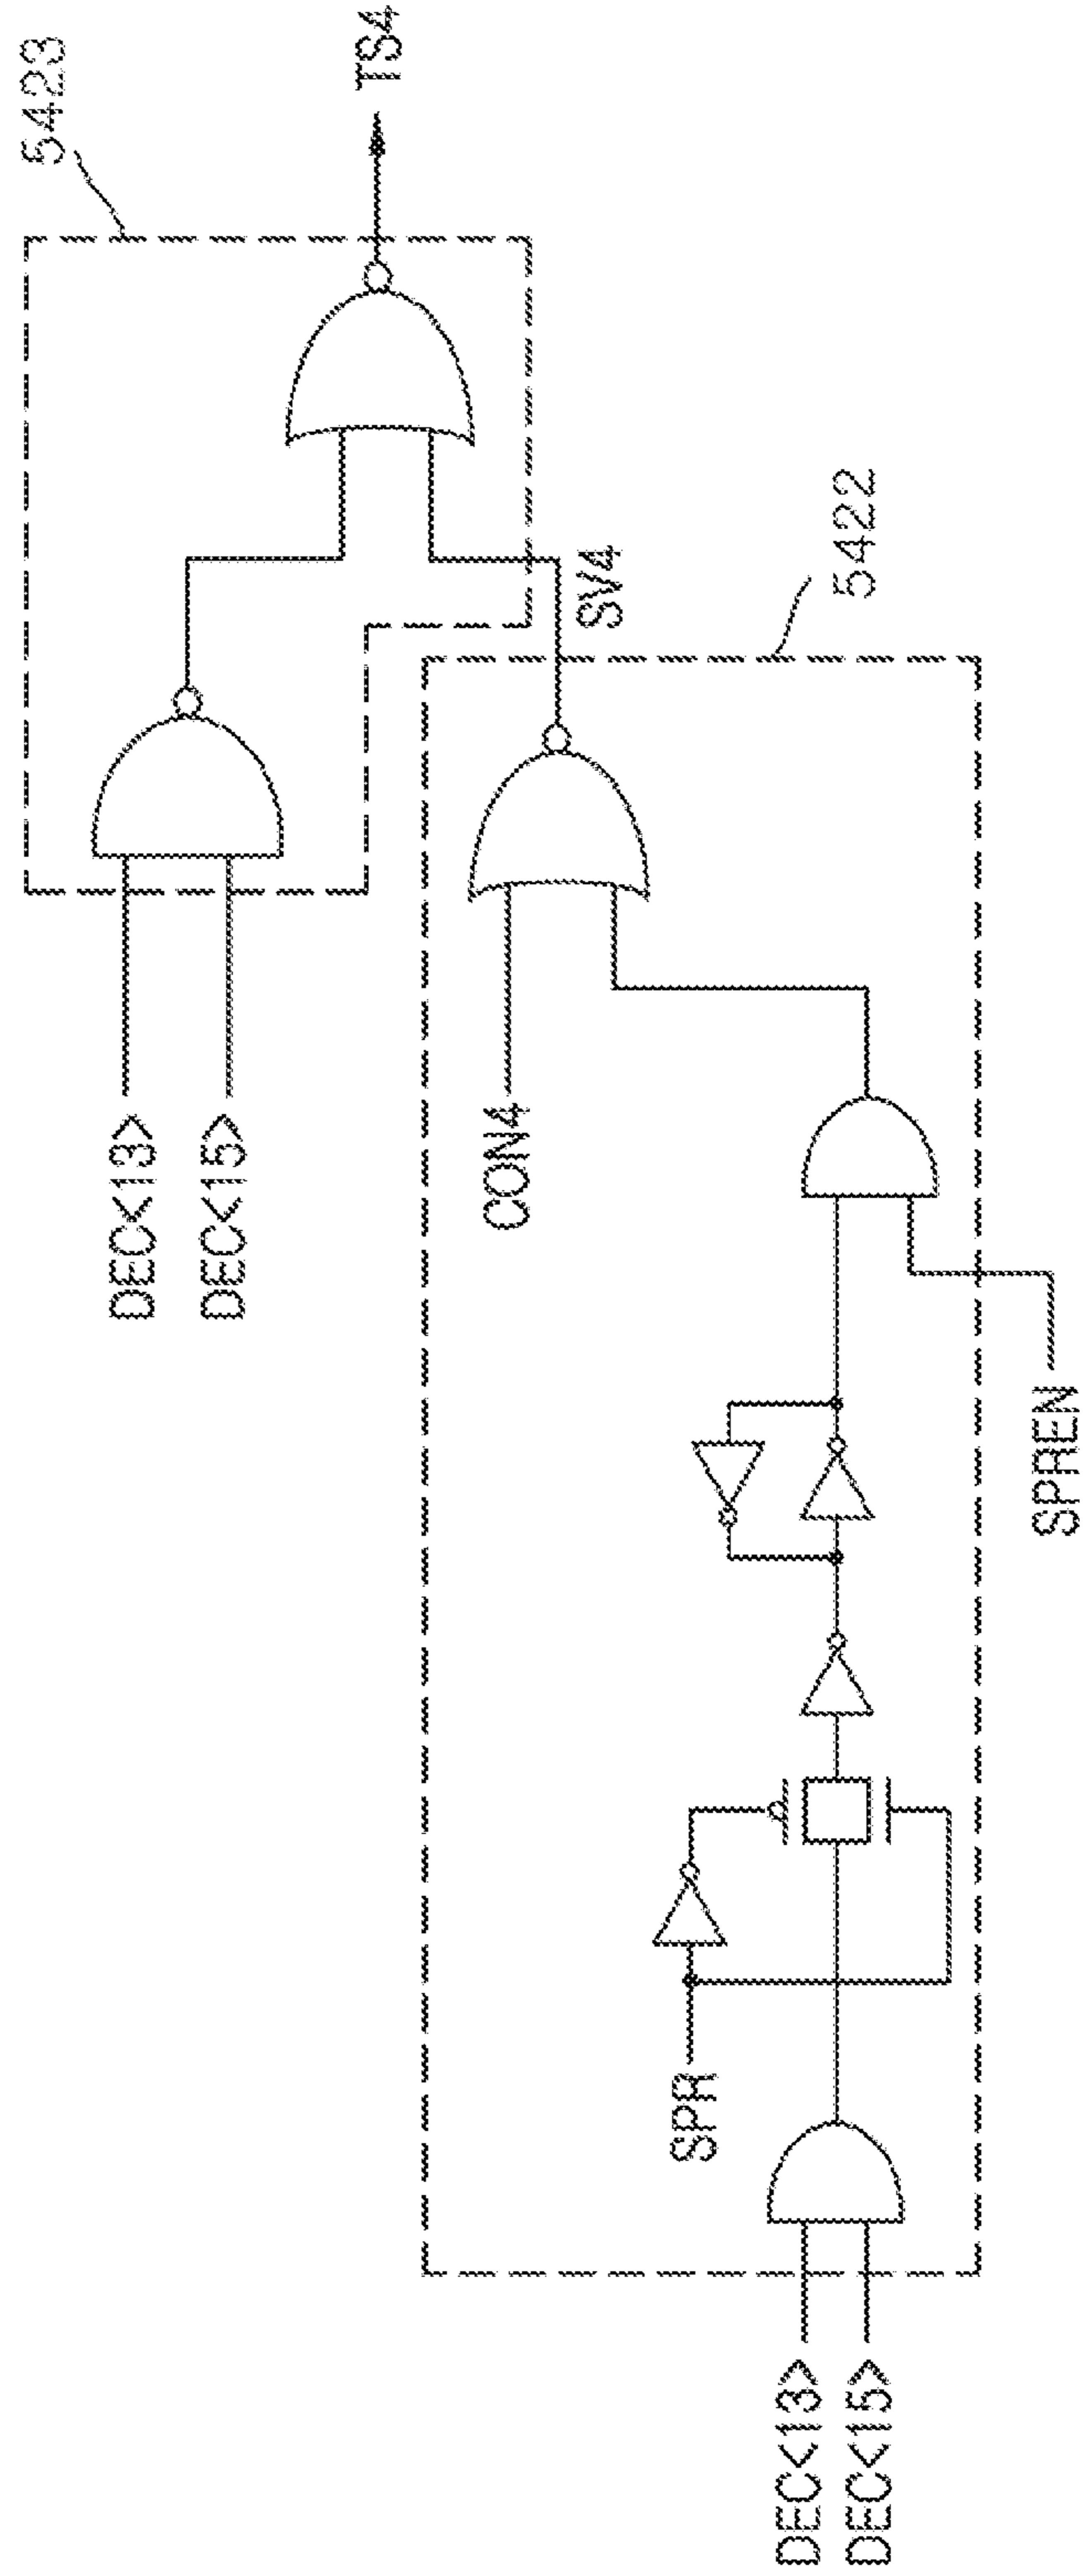 5423
TS4
DEC<13>
DEC<15>
SV4
5422
CON4
SPREN
SPR
DEC<13>
DEC<15>